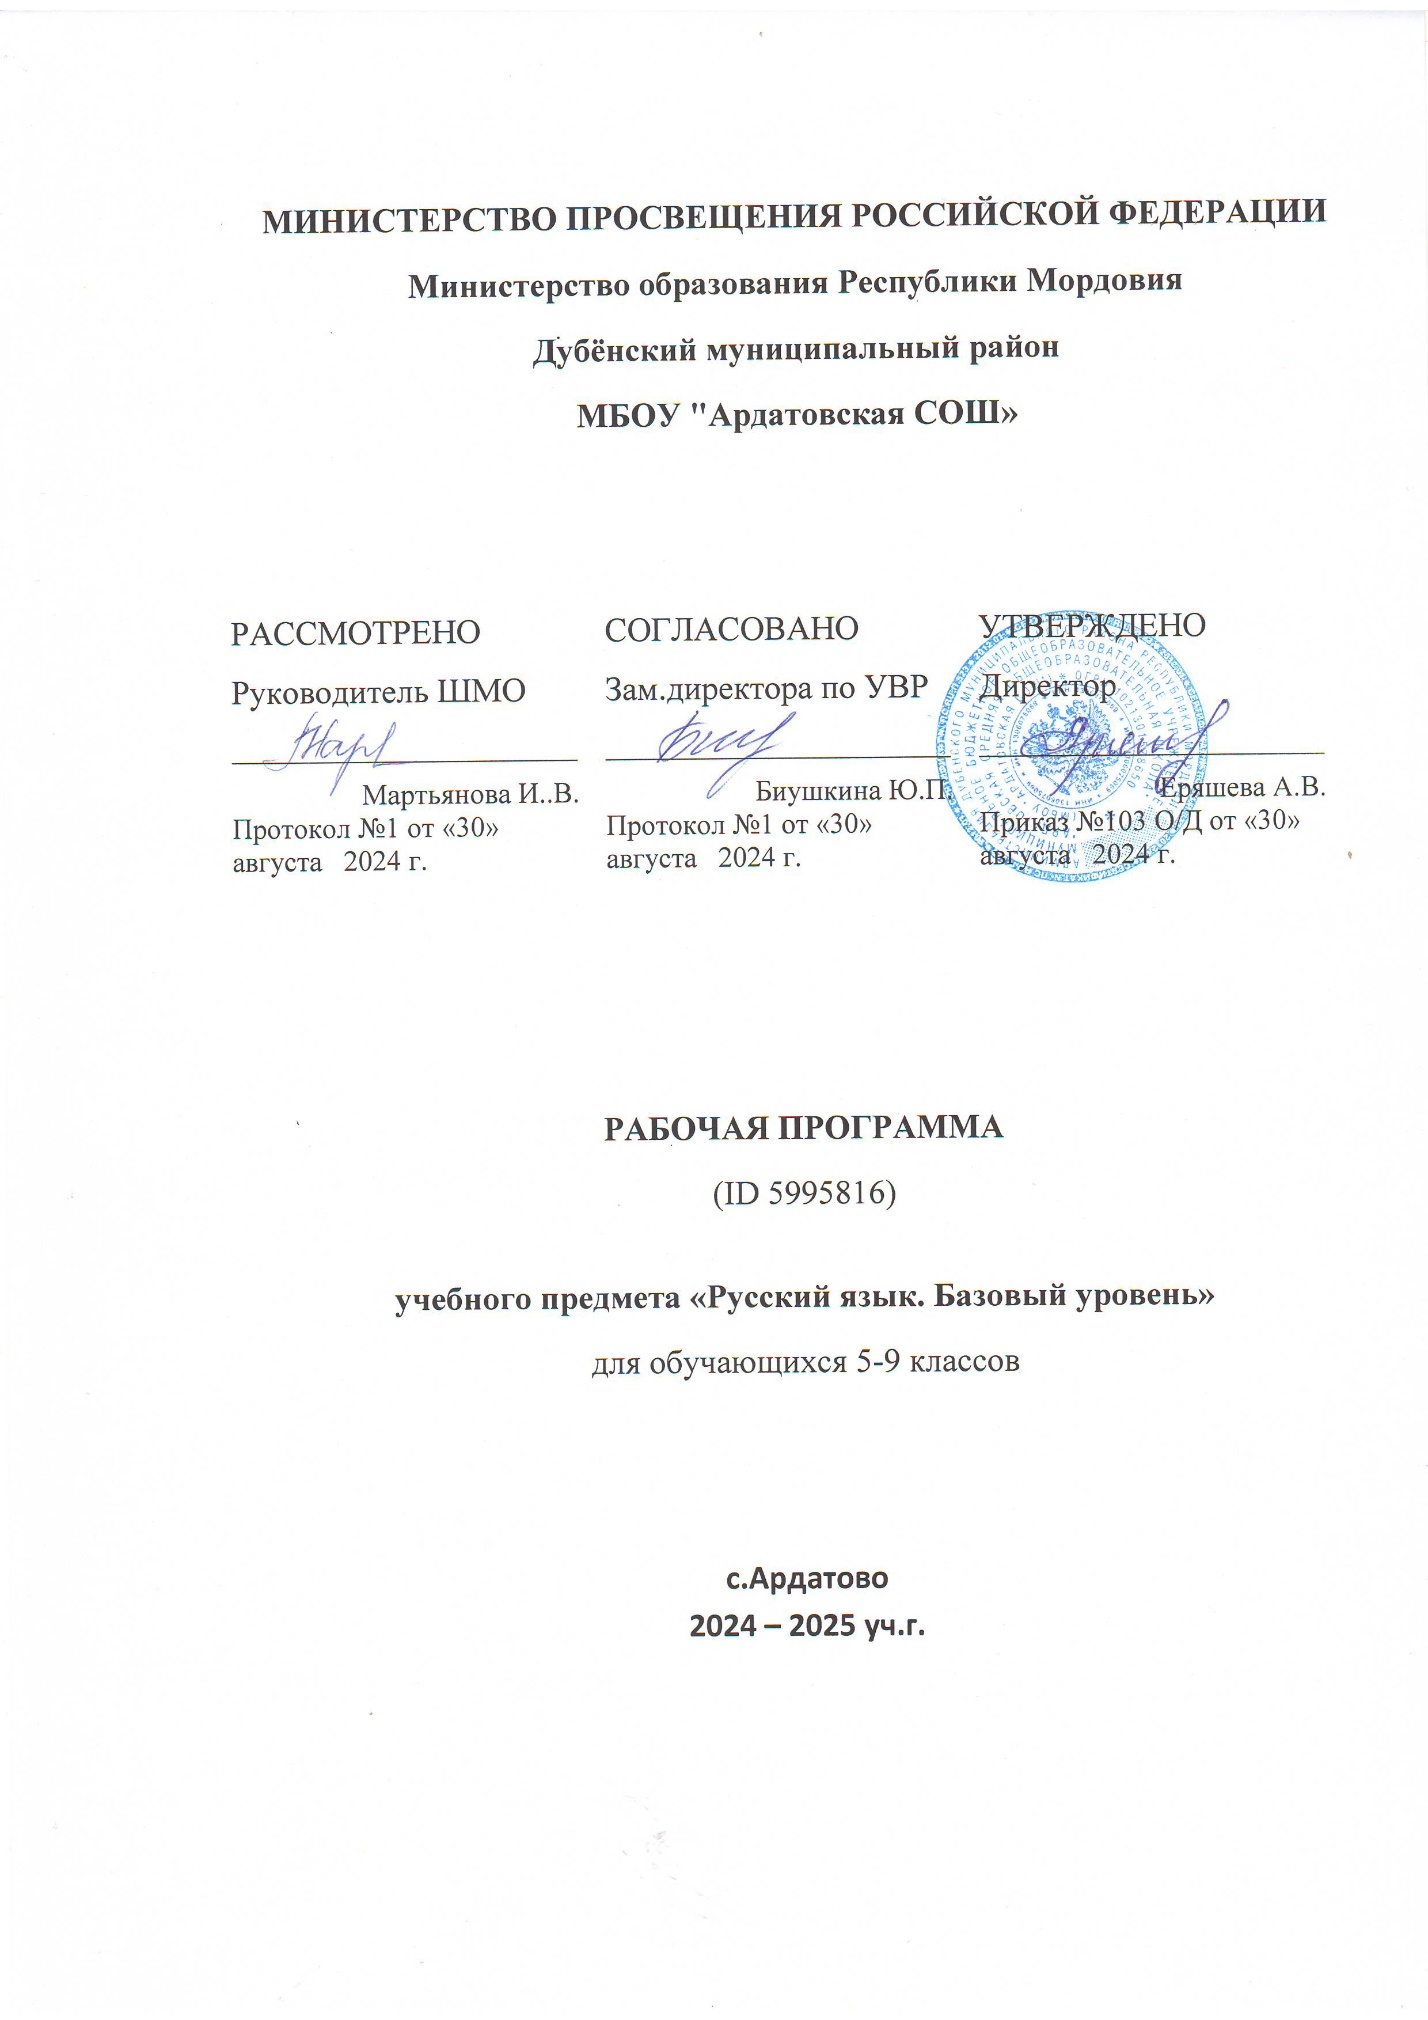 МИНИСТЕРСТВО ПРОСВЕЩЕНИЯ РОССИЙСКОЙ ФЕДЕРАЦИИ
Министерство образования Республики Мордовия
Дубёнский муниципальный район
МБОУ "Ардатовская СОШ»
РАССМОТРЕНО
Руководитель ШМО
Мартьянова И..В.
Протокол №1 от «30»
августа 2024 г.
СОГЛАСОВАНО
Зам.директора по УВР
Биушкина Ю.П.
Протокол №1 от «30»
августа 2024 г.
УТВЕРЖДЕНО
Директор
Еряшева А.В.
Приказ №103 О/Д от «30»
августа 2024 г.
РАБОЧАЯ ПРОГРАММА
(ID 5995816)
учебного предмета «Русский язык. Базовый уровень»
для обучающихся 5-9 классов
с.Ардатово
2024 – 2025 уч.г.